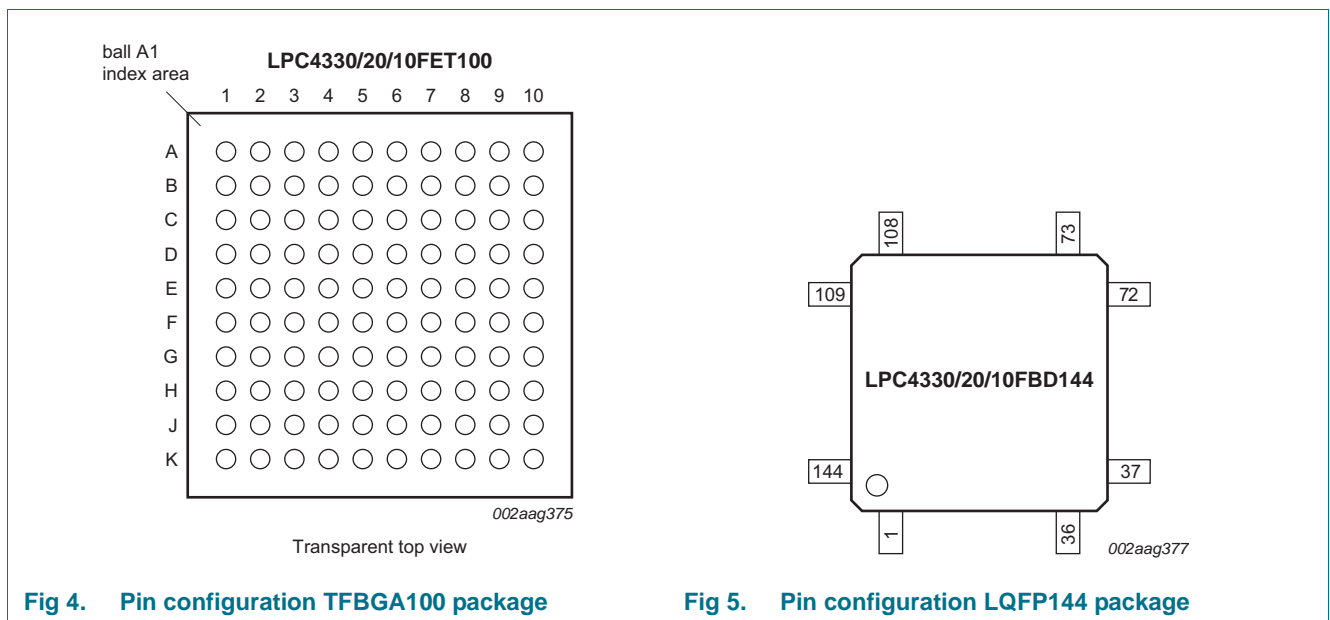 ball A1
index area
LPC4330/20/10FET100
1 2 3 4 5 6 7 8 9 10
A
B
C
D
E
F
G
H
J
K
002aag375
Transparent top view
108
73
109
72
LPC4330/20/10FBD144
144
37
1
36
002aag377
Fig 4. Pin configuration TFBGA100 package
Fig 5. Pin configuration LQFP144 package